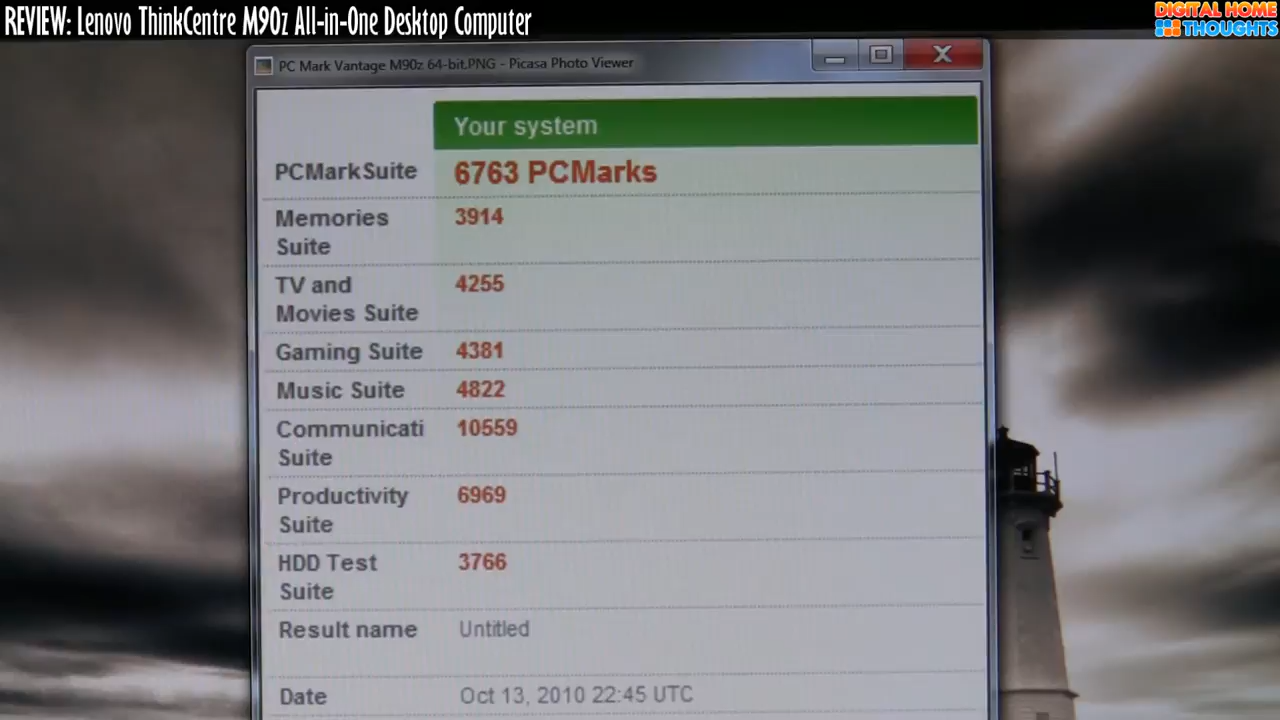 REVIEW: Lenovo ThinkCentre M90z All-in-One Desktop Computer
DIGITAL HOME
THOUGHTS
PC Mark Vantage M90z 64-bit.PNG - Picasa Photo Viewer
Your system
PCMarkSuite 6763 PCMarks
Memories 3914
Suite
TV and 4255
Movies Suite
Gaming Suite 4381
Music Suite 4822
Communicati 10559
Suite
Productivity 6969
Suite
HDD Test 3766
Suite
Result name Untitled
Date Oct 13, 2010 22:45 UTC